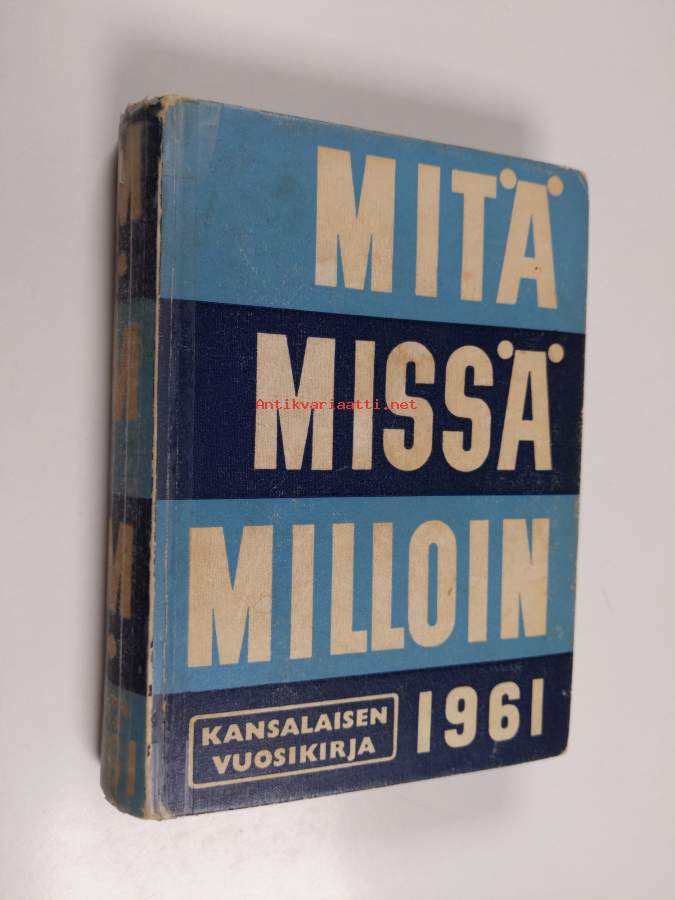 MITÄ
MISSÄ
Antikvariaatti.net
MILLOIN
KANSALAISEN
VUOSIKIRJA
1961